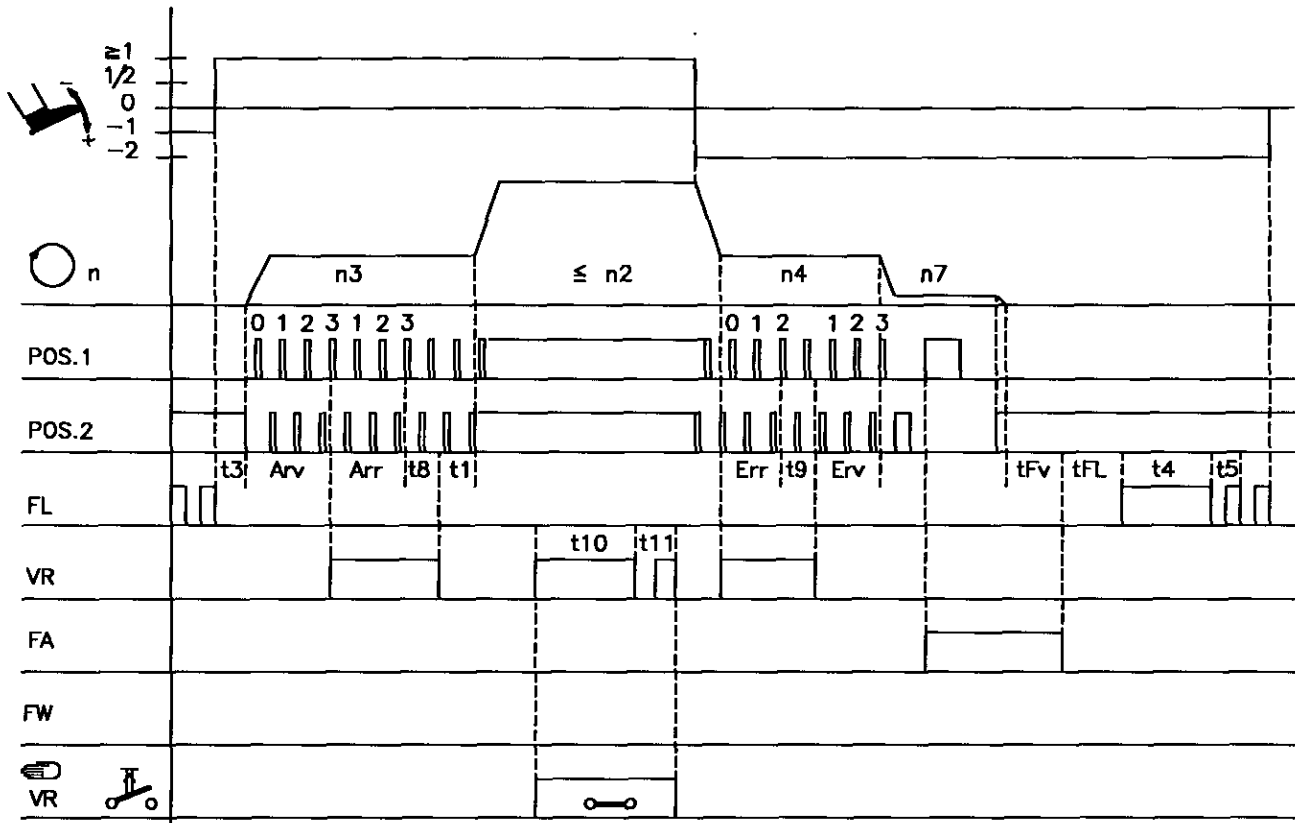 ≥1
1/2
0
−1
−2
−
+
n
n3
≤ n2
n4
n7
0 1 2 3 1 2 3
0 1 2 1 2 3
POS.1
POS.2
t3 Arv Arr t8 t1 Err t9 Erv tFv tFL t4 t5
FL
t10 t11
VR
FA
FW
VR